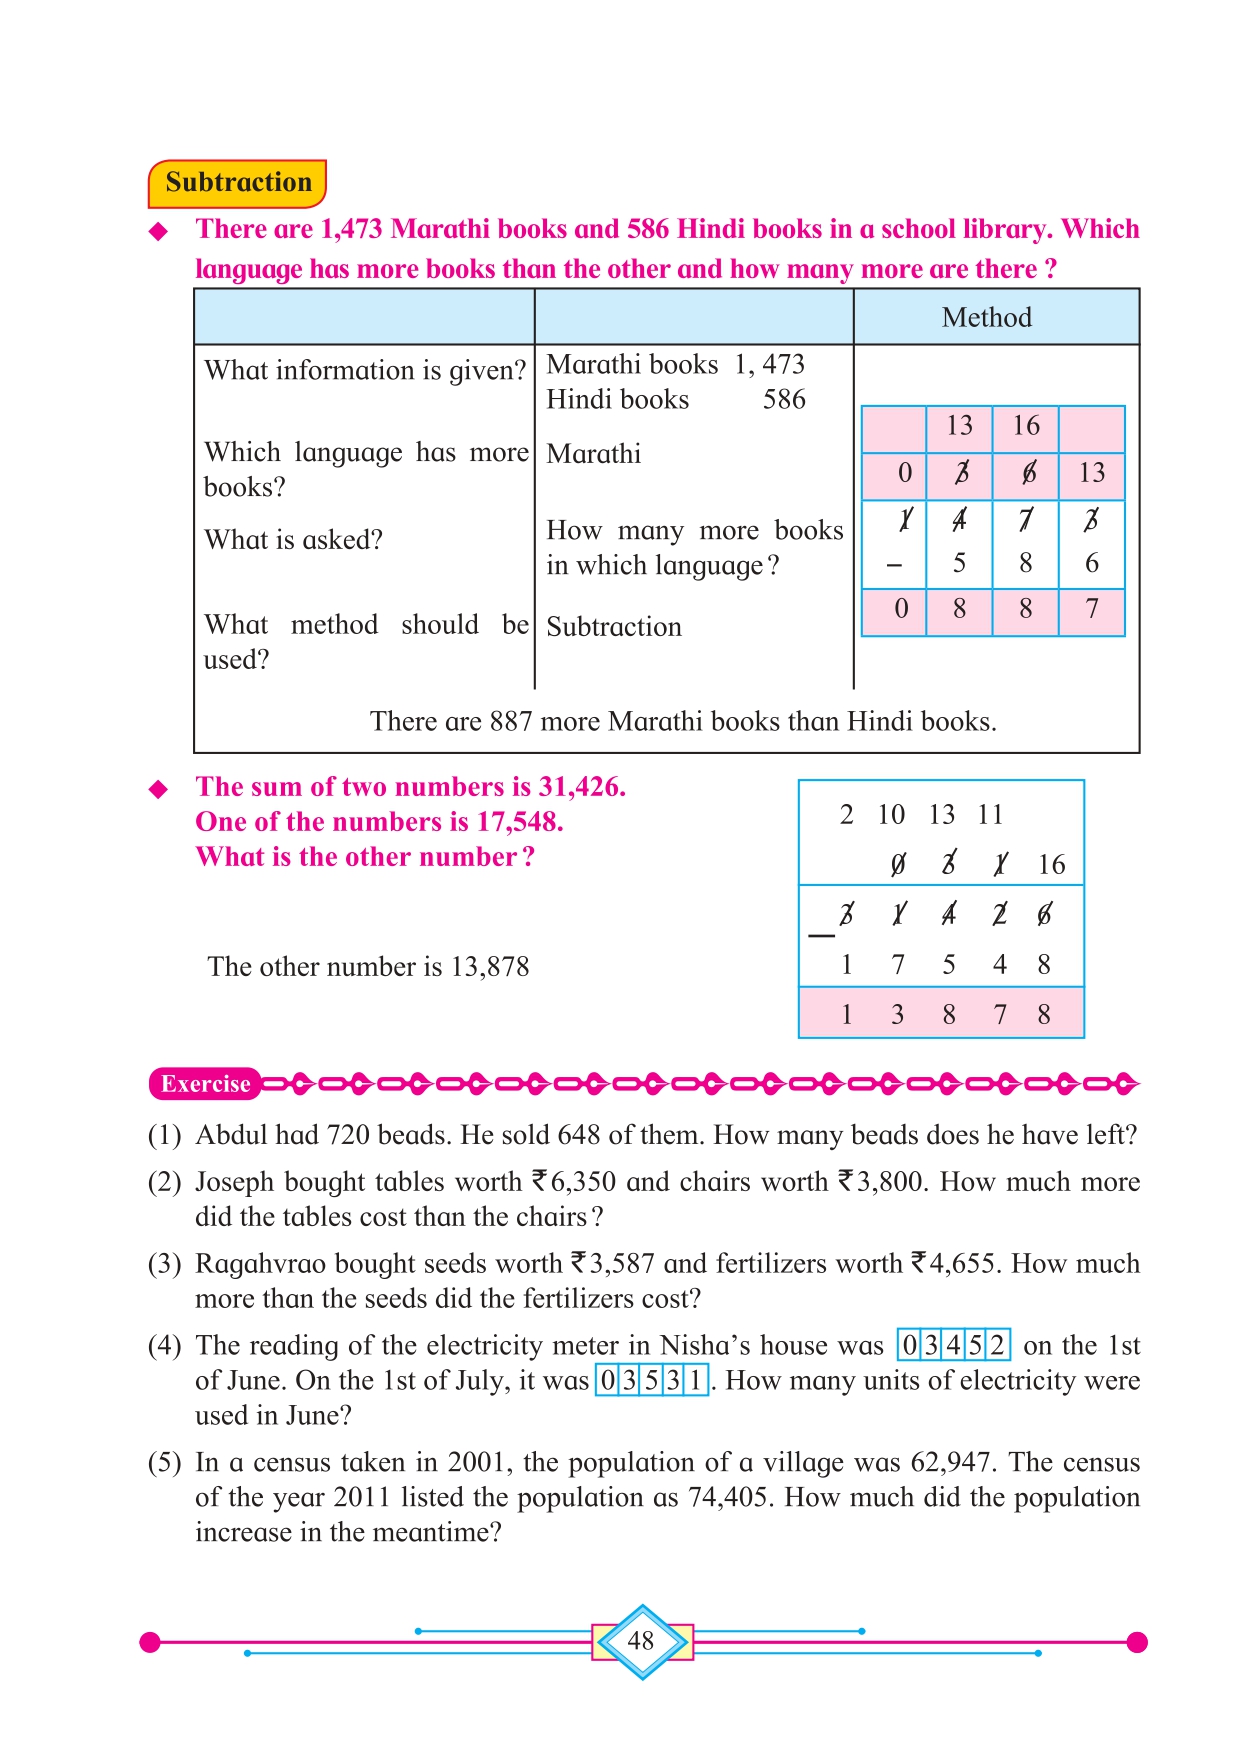 Subtraction
◆ There are 1,473 Marathi books and 586 Hindi books in a school library. Which
language has more books than the other and how many more are there ?
Method
What information is given?
Marathi books 1, 473
Hindi books 586
Which language has more
books?
Marathi
What is asked?
How many more books
in which language?
What method should be
used?
Subtraction
13 16
0 3 6 13
1 4 7 3
– 5 8 6
0 8 8 7
There are 887 more Marathi books than Hindi books.
◆ The sum of two numbers is 31,426.
One of the numbers is 17,548.
What is the other number?
The other number is 13,878
2 10 13 11
0 3 1 16
3 1 4 2 6
– 1 7 5 4 8
1 3 8 7 8
Exercise
(1) Abdul had 720 beads. He sold 648 of them. How many beads does he have left?
(2) Joseph bought tables worth ₹6,350 and chairs worth ₹3,800. How much more
did the tables cost than the chairs?
(3) Ragahvrao bought seeds worth ₹3,587 and fertilizers worth ₹4,655. How much
more than the seeds did the fertilizers cost?
(4) The reading of the electricity meter in Nisha’s house was 0 3 4 5 2 on the 1st
of June. On the 1st of July, it was 0 3 5 3 1 . How many units of electricity were
used in June?
(5) In a census taken in 2001, the population of a village was 62,947. The census
of the year 2011 listed the population as 74,405. How much did the population
increase in the meantime?
48